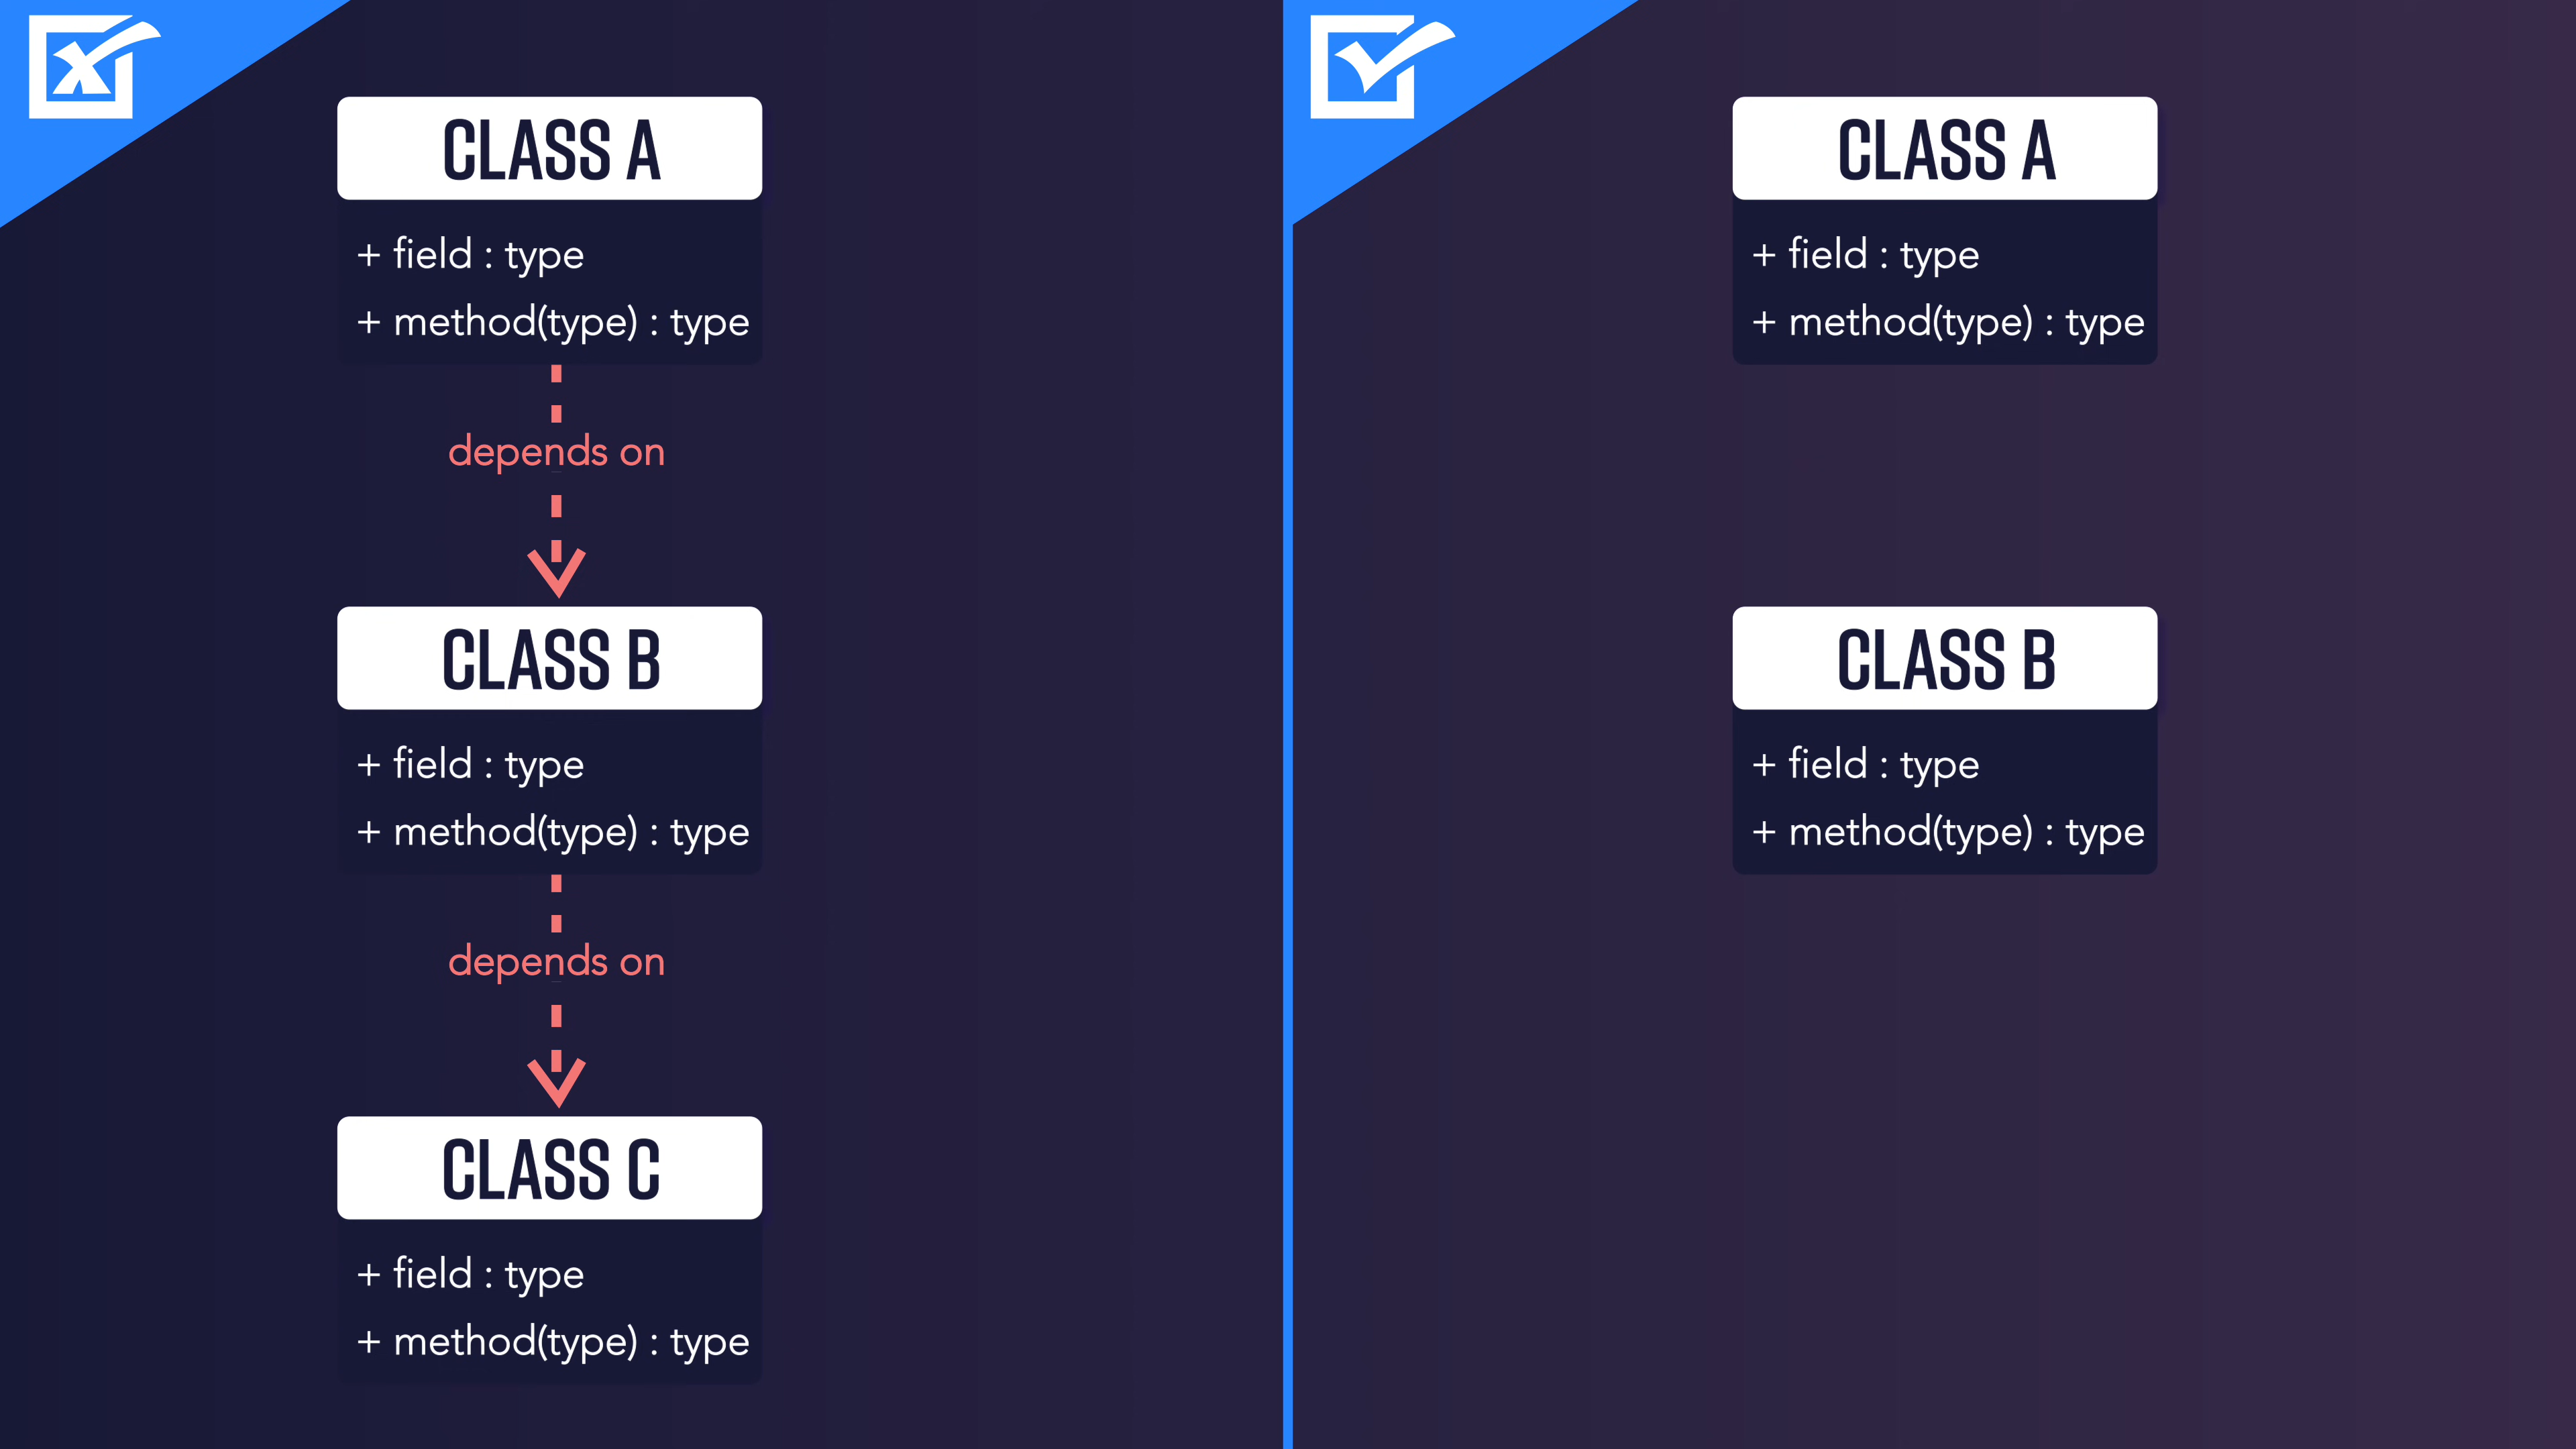 CLASS A
+ field : type
+ method(type) : type
depends on
CLASS B
+ field : type
+ method(type) : type
depends on
CLASS C
+ field : type
+ method(type) : type
CLASS A
+ field : type
+ method(type) : type
CLASS B
+ field : type
+ method(type) : type